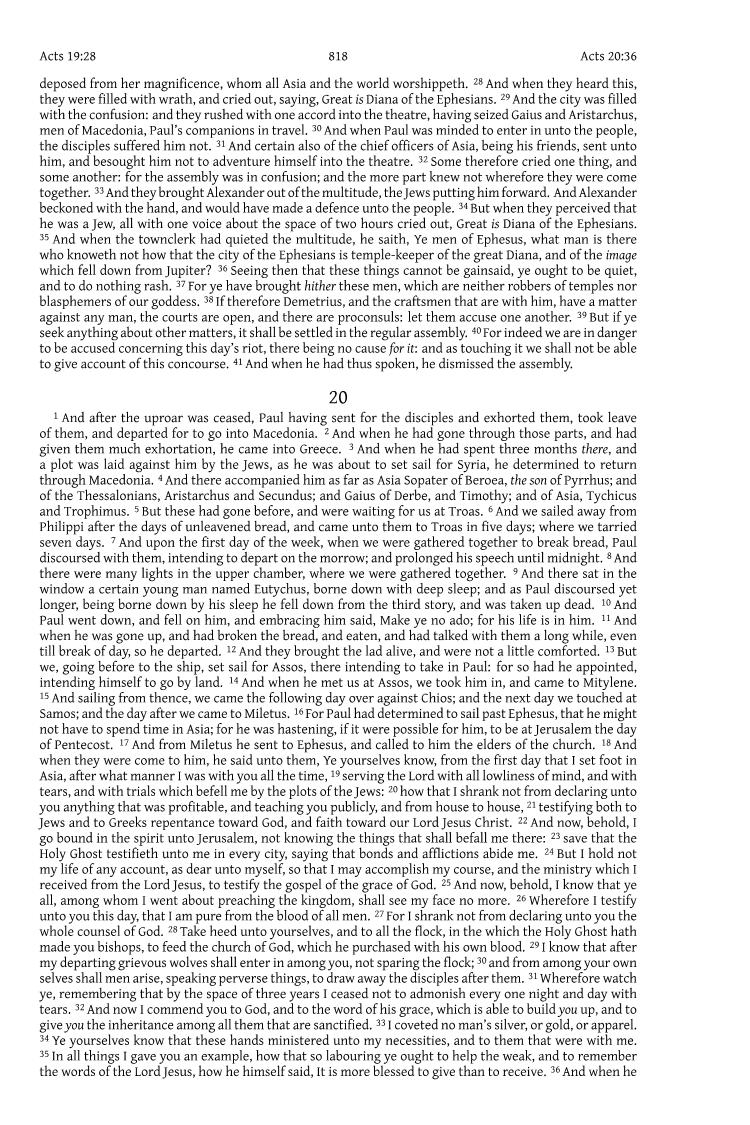 Acts 19:28 818 Acts 20:36
deposed from her magnificence, whom all Asia and the world worshippeth. 28 And when they heard this,
they were filled with wrath, and cried out, saying, Great is Diana of the Ephesians. 29 And the city was filled
with the confusion: and they rushed with one accord into the theatre, having seized Gaius and Aristarchus,
men of Macedonia, Paul's companions in travel. 30 And when Paul was minded to enter in unto the people,
the disciples suffered him not. 31 And certain also of the chief officers of Asia, being his friends, sent unto
him, and besought him not to adventure himself into the theatre. 32 Some therefore cried one thing, and
some another: for the assembly was in confusion; and the more part knew not wherefore they were come
together. 33 And they brought Alexander out of the multitude, the Jews putting him forward. And Alexander
beckoned with the hand, and would have made a defence unto the people. 34 But when they perceived that
he was a Jew, all with one voice about the space of two hours cried out, Great is Diana of the Ephesians.
35 And when the townclerk had quieted the multitude, he saith, Ye men of Ephesus, what man is there
who knoweth not how that the city of the Ephesians is temple-keeper of the great Diana, and of the image
which fell down from Jupiter? 36 Seeing then that these things cannot be gainsaid, ye ought to be quiet,
and to do nothing rash. 37 For ye have brought hither these men, which are neither robbers of temples nor
blasphemers of our goddess. 38 If therefore Demetrius, and the craftsmen that are with him, have a matter
against any man, the courts are open, and there are proconsuls: let them accuse one another. 39 But if ye
seek anything about other matters, it shall be settled in the regular assembly. 40 For indeed we are in danger
to be accused concerning this day's riot, there being no cause for it: and as touching it we shall not be able
to give account of this concourse. 41 And when he had thus spoken, he dismissed the assembly.
20
1 And after the uproar was ceased, Paul having sent for the disciples and exhorted them, took leave
of them, and departed for to go into Macedonia. 2 And when he had gone through those parts, and had
given them much exhortation, he came into Greece. 3 And when he had spent three months there, and
a plot was laid against him by the Jews, as he was about to set sail for Syria, he determined to return
through Macedonia. 4 And there accompanied him as far as Asia Sopater of Beroea, the son of Pyrrhus; and
of the Thessalonians, Aristarchus and Secundus; and Gaius of Derbe, and Timothy; and of Asia, Tychicus
and Trophimus. 5 But these had gone before, and were waiting for us at Troas. 6 And we sailed away from
Philippi after the days of unleavened bread, and came unto them to Troas in five days; where we tarried
seven days. 7 And upon the first day of the week, when we were gathered together to break bread, Paul
discoursed with them, intending to depart on the morrow; and prolonged his speech until midnight. 8 And
there were many lights in the upper chamber, where we were gathered together. 9 And there sat in the
window a certain young man named Eutychus, borne down with deep sleep; and as Paul discoursed yet
longer, being borne down by his sleep he fell down from the third story, and was taken up dead. 10 And
Paul went down, and fell on him, and embracing him said, Make ye no ado; for his life is in him. 11 And
when he was gone up, and had broken the bread, and eaten, and had talked with them a long while, even
till break of day, so he departed. 12 And they brought the lad alive, and were not a little comforted. 13 But
we, going before to the ship, set sail for Assos, there intending to take in Paul: for so had he appointed,
intending himself to go by land. 14 And when he met us at Assos, we took him in, and came to Mitylene.
15 And sailing from thence, we came the following day over against Chios; and the next day we touched at
Samos; and the day after we came to Miletus. 16 For Paul had determined to sail past Ephesus, that he might
not have to spend time in Asia; for he was hastening, if it were possible for him, to be at Jerusalem the day
of Pentecost. 17 And from Miletus he sent to Ephesus, and called to him the elders of the church. 18 And
when they were come to him, he said unto them, Ye yourselves know, from the first day that I set foot in
Asia, after what manner I was with you all the time, 19 serving the Lord with all lowliness of mind, and with
tears, and with trials which befell me by the plots of the Jews: 20 how that I shrank not from declaring unto
you anything that was profitable, and teaching you publicly, and from house to house, 21 testifying both to
Jews and to Greeks repentance toward God, and faith toward our Lord Jesus Christ. 22 And now, behold, I
go bound in the spirit unto Jerusalem, not knowing the things that shall befall me there: 23 save that the
Holy Ghost testifieth unto me in every city, saying that bonds and afflictions abide me. 24 But I hold not
my life of any account, as dear unto myself, so that I may accomplish my course, and the ministry which I
received from the Lord Jesus, to testify the gospel of the grace of God. 25 And now, behold, I know that ye
all, among whom I went about preaching the kingdom, shall see my face no more. 26 Wherefore I testify
unto you this day, that I am pure from the blood of all men. 27 For I shrank not from declaring unto you the
whole counsel of God. 28 Take heed unto yourselves, and to all the flock, in the which the Holy Ghost hath
made you bishops, to feed the church of God, which he purchased with his own blood. 29 I know that after
my departing grievous wolves shall enter in among you, not sparing the flock; 30 and from among your own
selves shall men arise, speaking perverse things, to draw away the disciples after them. 31 Wherefore watch
ye, remembering that by the space of three years I ceased not to admonish every one night and day with
tears. 32 And now I commend you to God, and to the word of his grace, which is able to build you up, and to
give you the inheritance among all them that are sanctified. 33 I coveted no man's silver, or gold, or apparel.
34 Ye yourselves know that these hands ministered unto my necessities, and to them that were with me.
35 In all things I gave you an example, how that so labouring ye ought to help the weak, and to remember
the words of the Lord Jesus, how he himself said, It is more blessed to give than to receive. 36 And when he